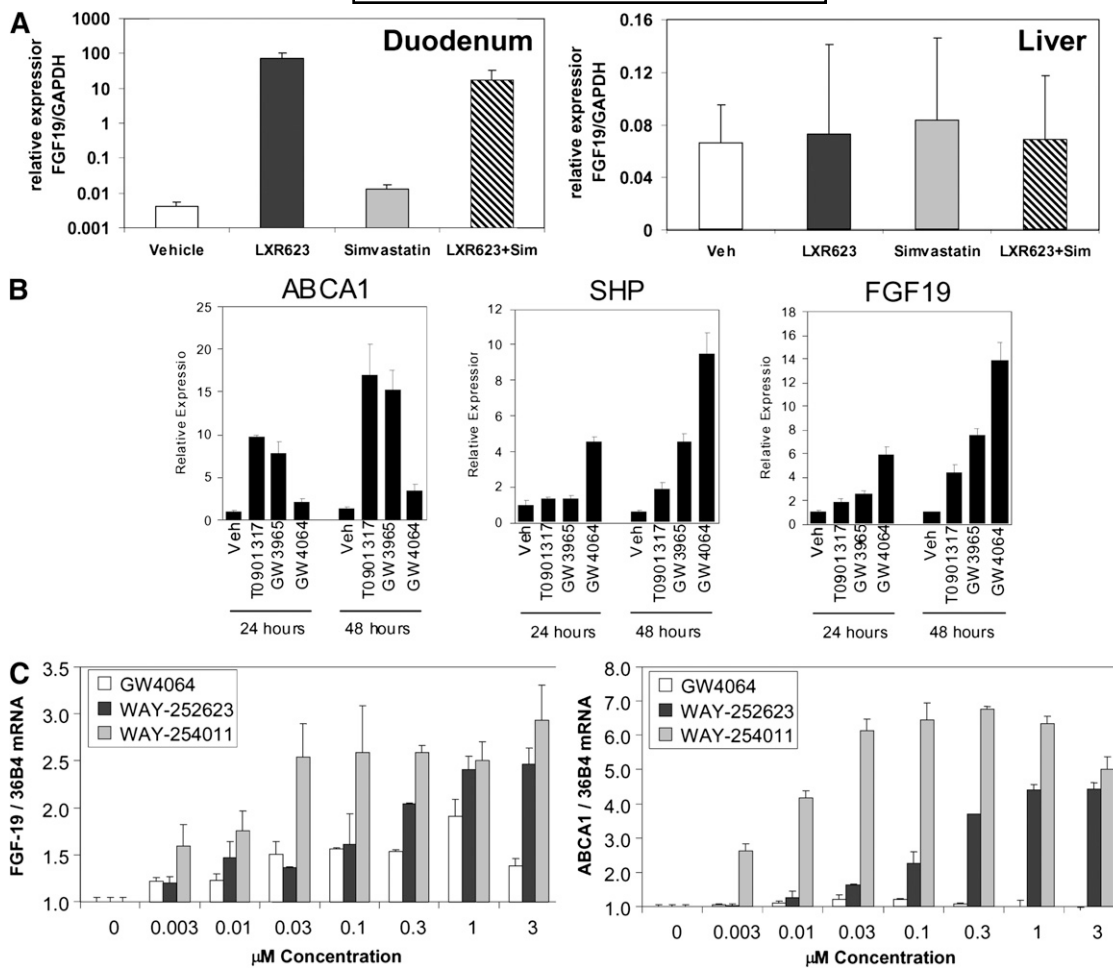 A
Duodenum
relative expressior
FGF19/GAPDH
1000
100
10
1
0.1
0.01
0.001
Vehicle LXR623 Simvastatin LXR623+Sim
Liver
relative expressior
FGF19/GAPDH
0.16
0.12
0.08
0.04
0
Veh LXR623 Simvastatin LXR623+Sim
B
ABCA1
Relative Expressio
25
20
15
10
5
0
Veh T0901317 GW3965 GW4064 Veh T0901317 GW3965 GW4064
24 hours 48 hours
SHP
Relative Expressior
12
10
8
6
4
2
0
Veh T0901317 GW3965 GW4064 Veh T0901317 GW3965 GW4064
24 hours 48 hours
FGF19
Relative Expressio
18
16
14
12
10
8
6
4
2
0
Veh T0901317 GW3965 GW4064 Veh T0901317 GW3965 GW4064
24 hours 48 hours
C
FGF-19 / 36B4 mRNA
3.5
3.0
2.5
2.0
1.5
1.0
GW4064
WAY-252623
WAY-254011
0 0.003 0.01 0.03 0.1 0.3 1 3
µM Concentration
ABCA1 / 36B4 mRNA
8.0
7.0
6.0
5.0
4.0
3.0
2.0
1.0
GW4064
WAY-252623
WAY-254011
0 0.003 0.01 0.03 0.1 0.3 1 3
µM Concentration